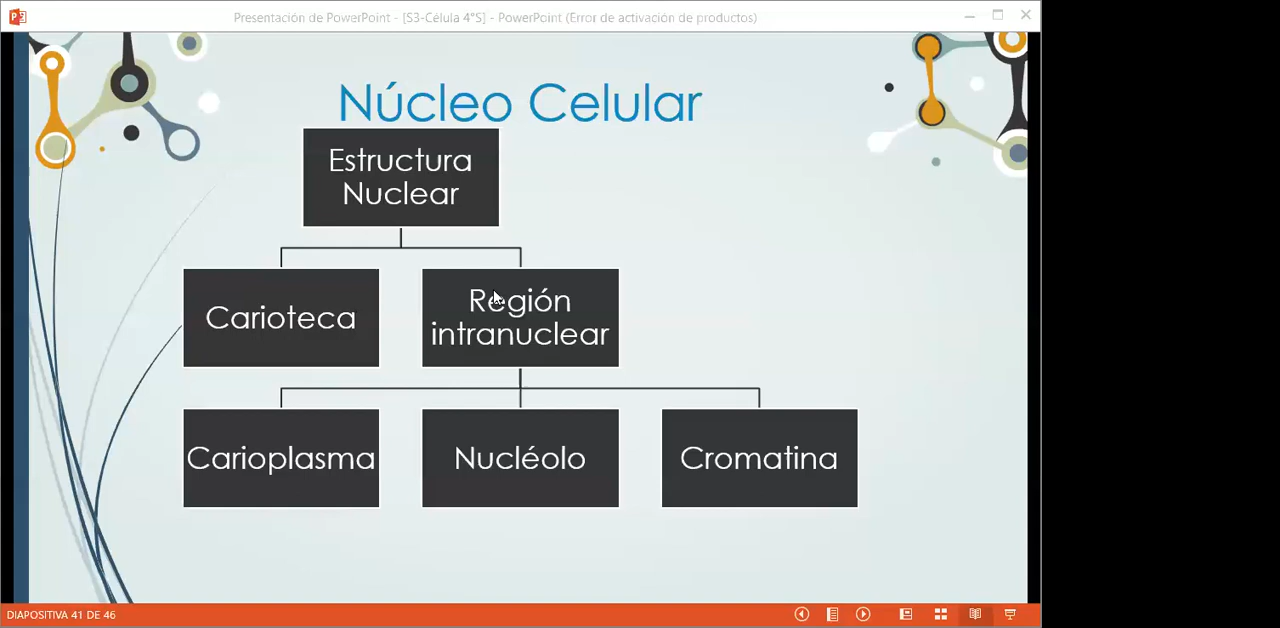 Presentación de PowerPoint - [S3-Célula 4°S] - PowerPoint (Error de activación de productos)
Núcleo Celular
Estructura
Nuclear
Carioteca
Región
intranuclear
Carioplasma
Nucléolo
Cromatina
DIAPOSITIVA 41 DE 46